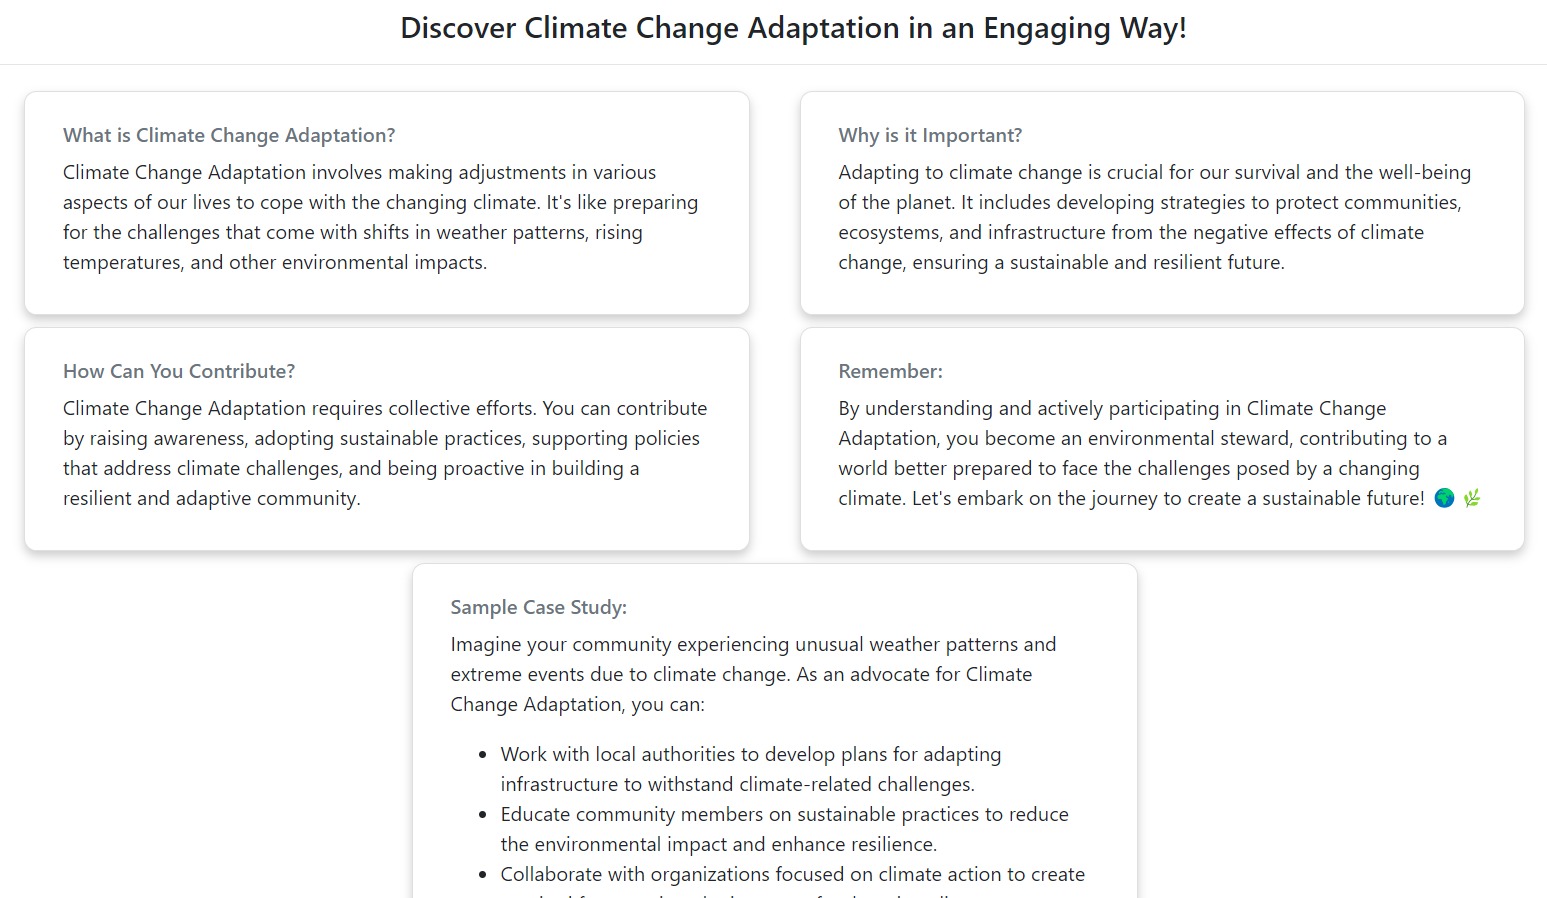 Discover Climate Change Adaptation in an Engaging Way!
What is Climate Change Adaptation?
Climate Change Adaptation involves making adjustments in various
aspects of our lives to cope with the changing climate. It's like preparing
for the challenges that come with shifts in weather patterns, rising
temperatures, and other environmental impacts.
Why is it Important?
Adapting to climate change is crucial for our survival and the well-being
of the planet. It includes developing strategies to protect communities,
ecosystems, and infrastructure from the negative effects of climate
change, ensuring a sustainable and resilient future.
How Can You Contribute?
Climate Change Adaptation requires collective efforts. You can contribute
by raising awareness, adopting sustainable practices, supporting policies
that address climate challenges, and being proactive in building a
resilient and adaptive community.
Remember:
By understanding and actively participating in Climate Change
Adaptation, you become an environmental steward, contributing to a
world better prepared to face the challenges posed by a changing
climate. Let's embark on the journey to create a sustainable future! 🌍 🌿
Sample Case Study:
Imagine your community experiencing unusual weather patterns and
extreme events due to climate change. As an advocate for Climate
Change Adaptation, you can:
• Work with local authorities to develop plans for adapting
infrastructure to withstand climate-related challenges.
• Educate community members on sustainable practices to reduce
the environmental impact and enhance resilience.
• Collaborate with organizations focused on climate action to create